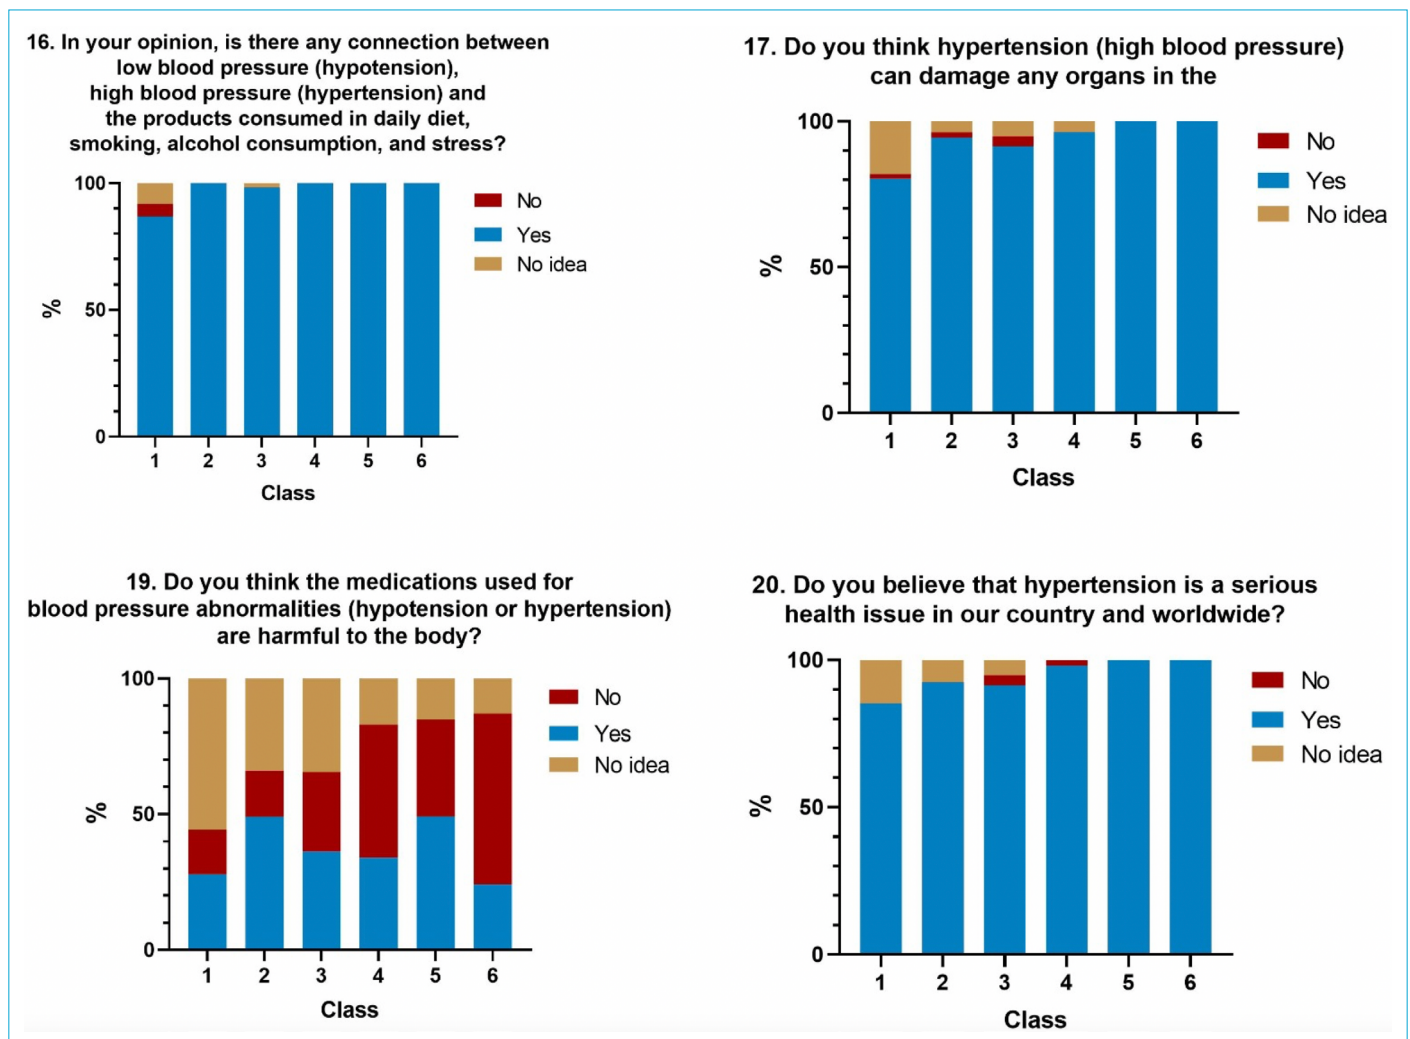 16. In your opinion, is there any connection between
low blood pressure (hypotension),
high blood pressure (hypertension) and
the products consumed in daily diet,
smoking, alcohol consumption, and stress?
100
50
0
%
1 2 3 4 5 6
Class
No
Yes
No idea
17. Do you think hypertension (high blood pressure)
can damage any organs in the
100
50
0
%
1 2 3 4 5 6
Class
No
Yes
No idea
19. Do you think the medications used for
blood pressure abnormalities (hypotension or hypertension)
are harmful to the body?
100
50
0
%
1 2 3 4 5 6
Class
No
Yes
No idea
20. Do you believe that hypertension is a serious
health issue in our country and worldwide?
100
50
0
%
1 2 3 4 5 6
Class
No
Yes
No idea